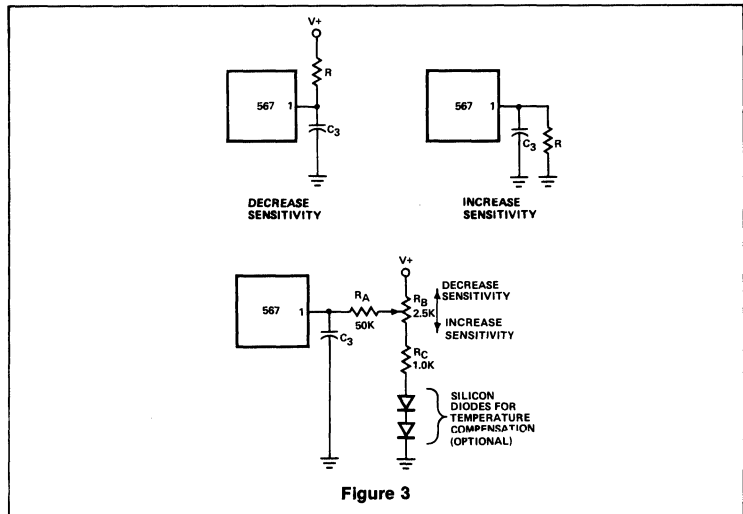 V+
R
567 1
C3
DECREASE
SENSITIVITY
567 1
C3
R
INCREASE
SENSITIVITY
V+
567 1
RA
50K
C3
RB
2.5K
DECREASE
SENSITIVITY
INCREASE
SENSITIVITY
RC
1.0K
SILICON
DIODES FOR
TEMPERATURE
COMPENSATION
(OPTIONAL)
Figure 3